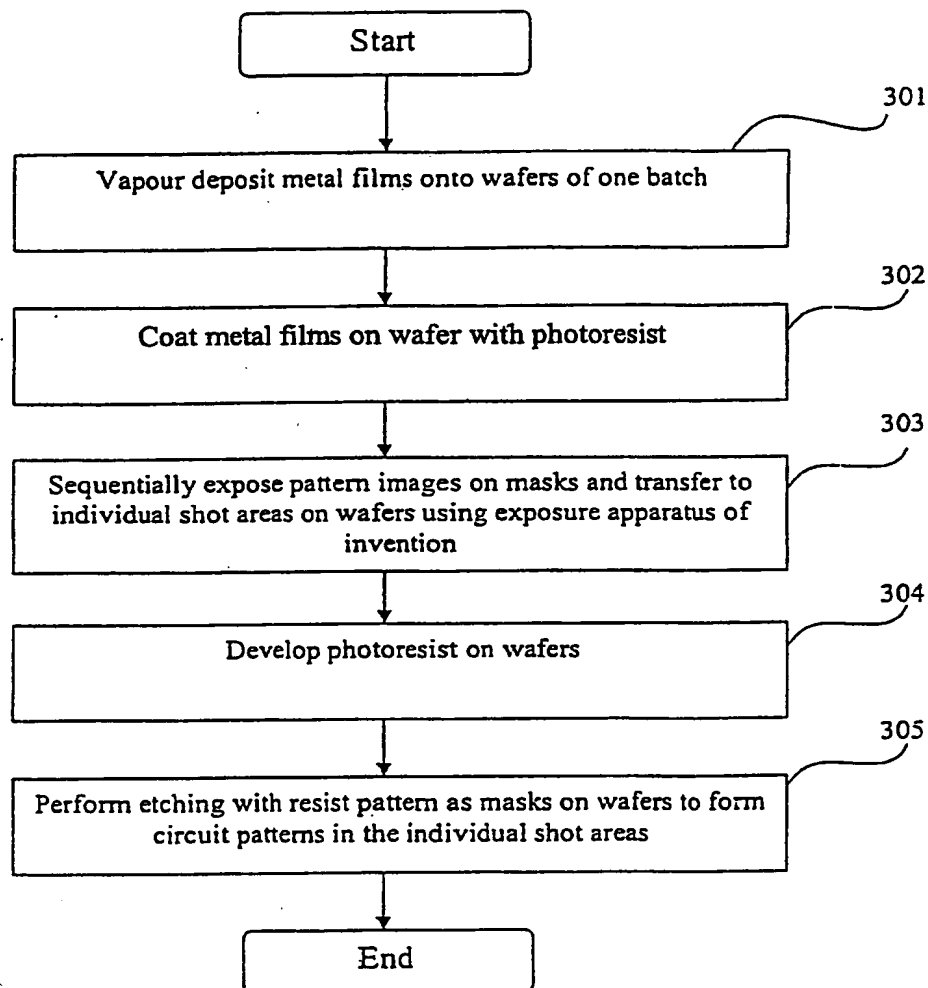 Start
301
Vapour deposit metal films onto wafers of one batch
302
Coat metal films on wafer with photoresist
303
Sequentially expose pattern images on masks and transfer to
individual shot areas on wafers using exposure apparatus of
invention
304
Develop photoresist on wafers
305
Perform etching with resist pattern as masks on wafers to form
circuit patterns in the individual shot areas
End